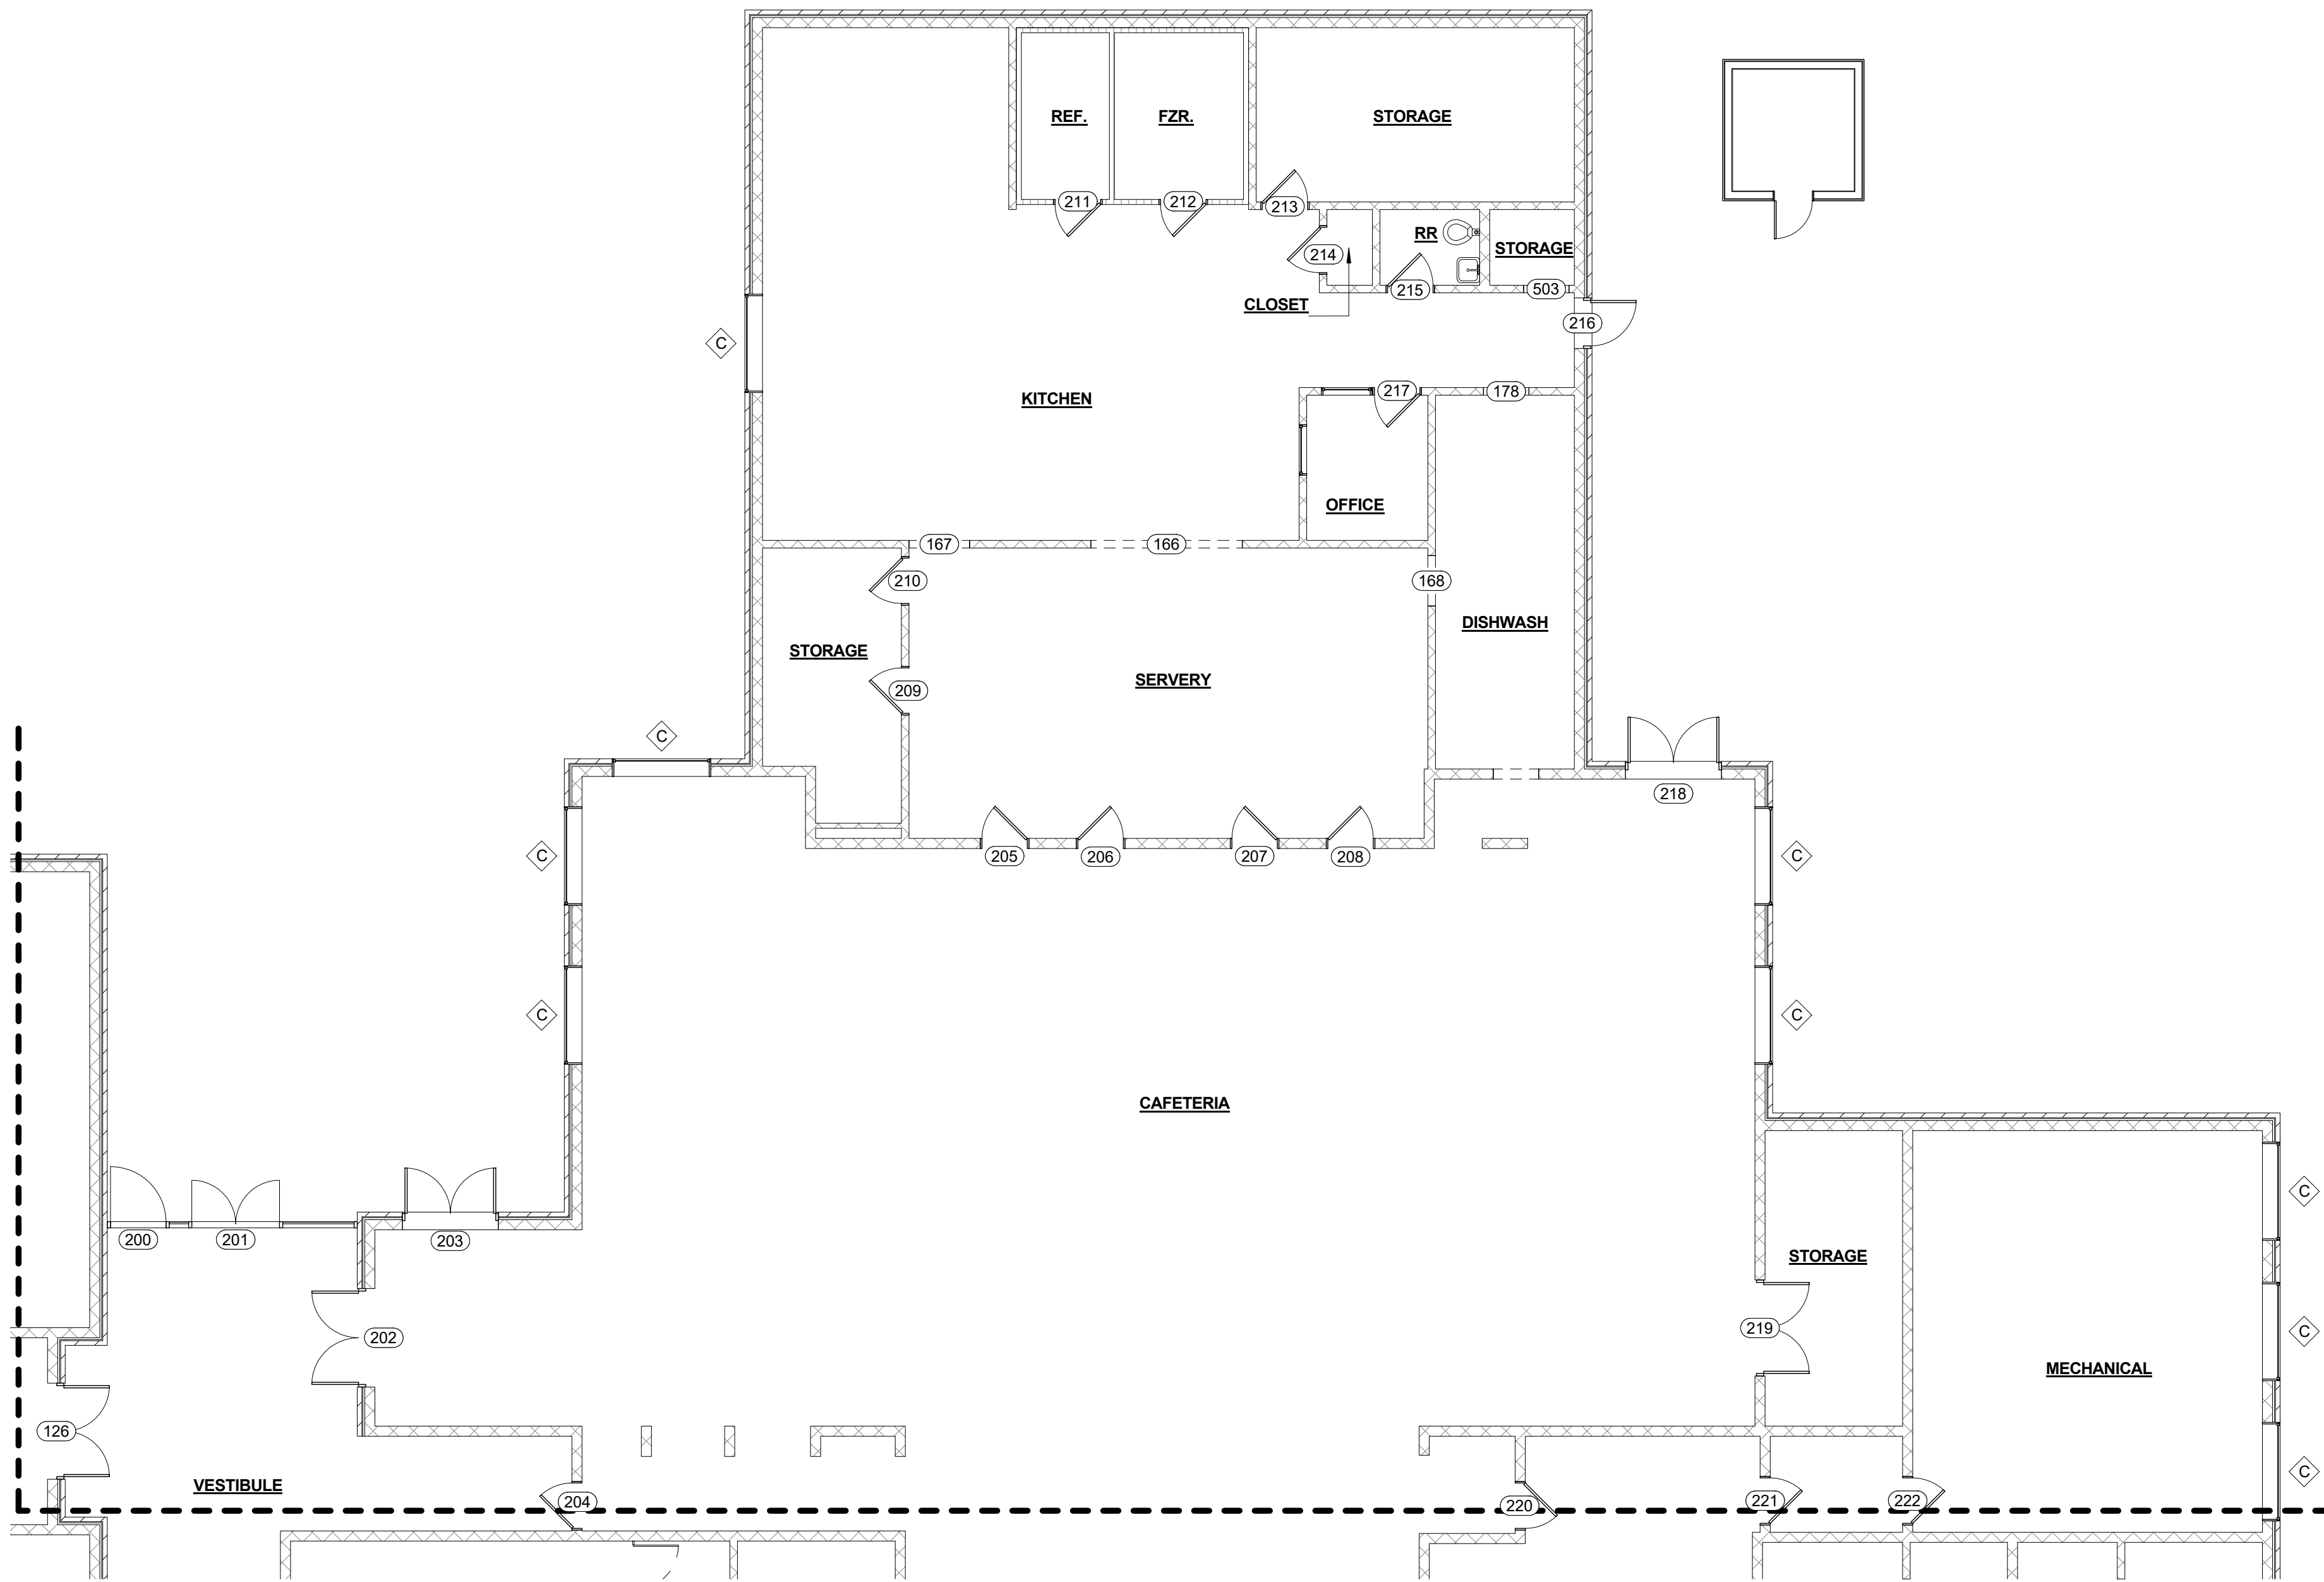 REF.
FZR.
STORAGE
211
212
213
RR
214
STORAGE
215
503
CLOSET
216
C
217
178
KITCHEN
OFFICE
167
166
210
168
DISHWASH
STORAGE
SERVERY
209
C
218
205
206
207
208
C
C
C
C
CAFETERIA
C
200
201
203
STORAGE
202
219
C
MECHANICAL
126
C
VESTIBULE
204
220
221
222